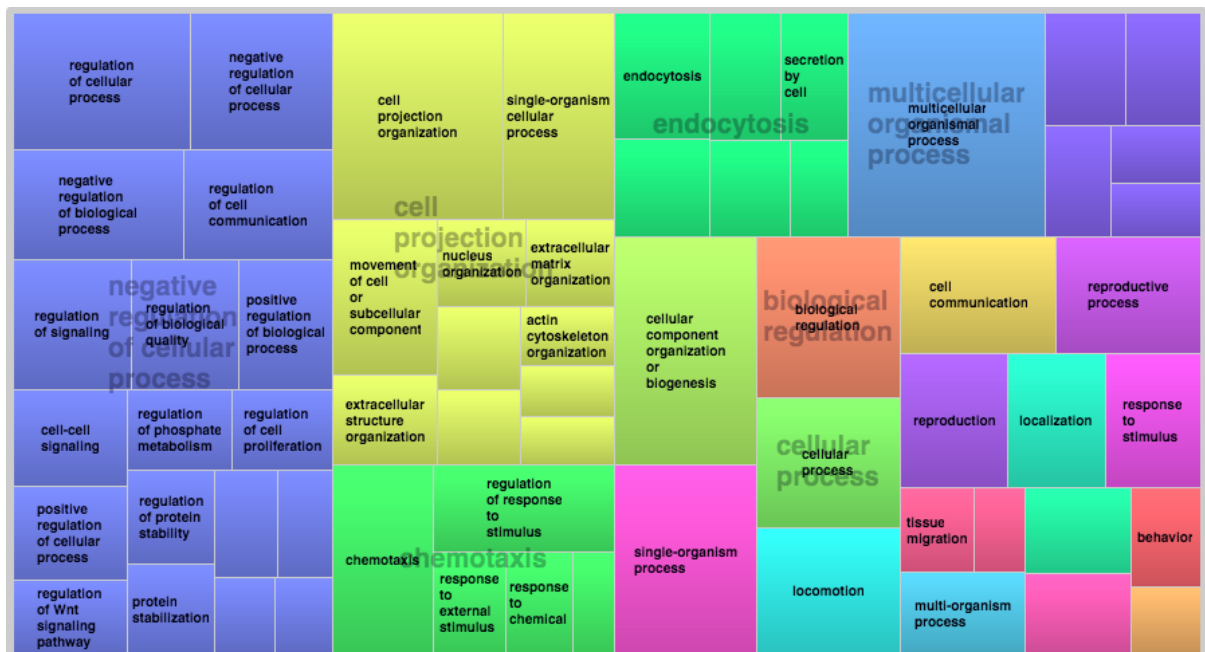 regulation
of cellular
process
negative
regulation
of cellular
process
negative
regulation
of biological
process
regulation
of cell
communication
negative
regulation
of cellular
process
regulation
of signaling
regulation
of biological
quality
positive
regulation
of biological
process
cell-cell
signaling
regulation
of phosphate
metabolism
regulation
of cell
proliferation
positive
regulation
of cellular
process
regulation
of protein
stability
regulation
of Wnt
signaling
pathway
protein
stabilization
cell
projection
organization
single-organism
cellular
process
cell
projection
organization
movement
of cell
or
subcellular
component
nucleus
organization
extracellular
matrix
organization
actin
cytoskeleton
organization
extracellular
structure
organization
chemotaxis
regulation
of response
to
stimulus
chemotaxis
response
to
external
stimulus
response
to
chemical
endocytosis
secretion
by
cell
endocytosis
multicellular
organismal
process
multicellular
organismal
process
cellular
component
organization
or
biogenesis
biological
regulation
biological
regulation
cellular
process
cellular
process
single-organism
process
locomotion
cell
communication
reproductive
process
reproduction
localization
response
to
stimulus
tissue
migration
behavior
multi-organism
process